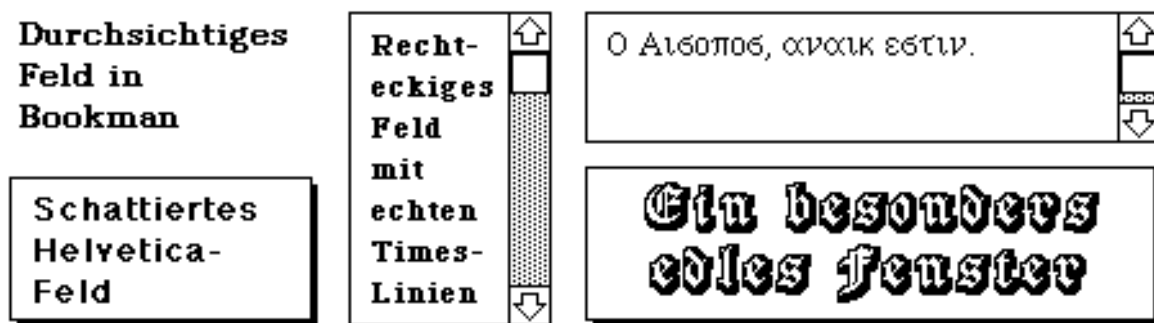 Durchsichtiges
Feld in
Bookman
Schattiertes
Helvetica-
Feld
Recht-
eckiges
Feld
mit
echten
Times-
Linien
Ο Αισοπος, αναικ εστιν.
Ein besonders
edles Fenster